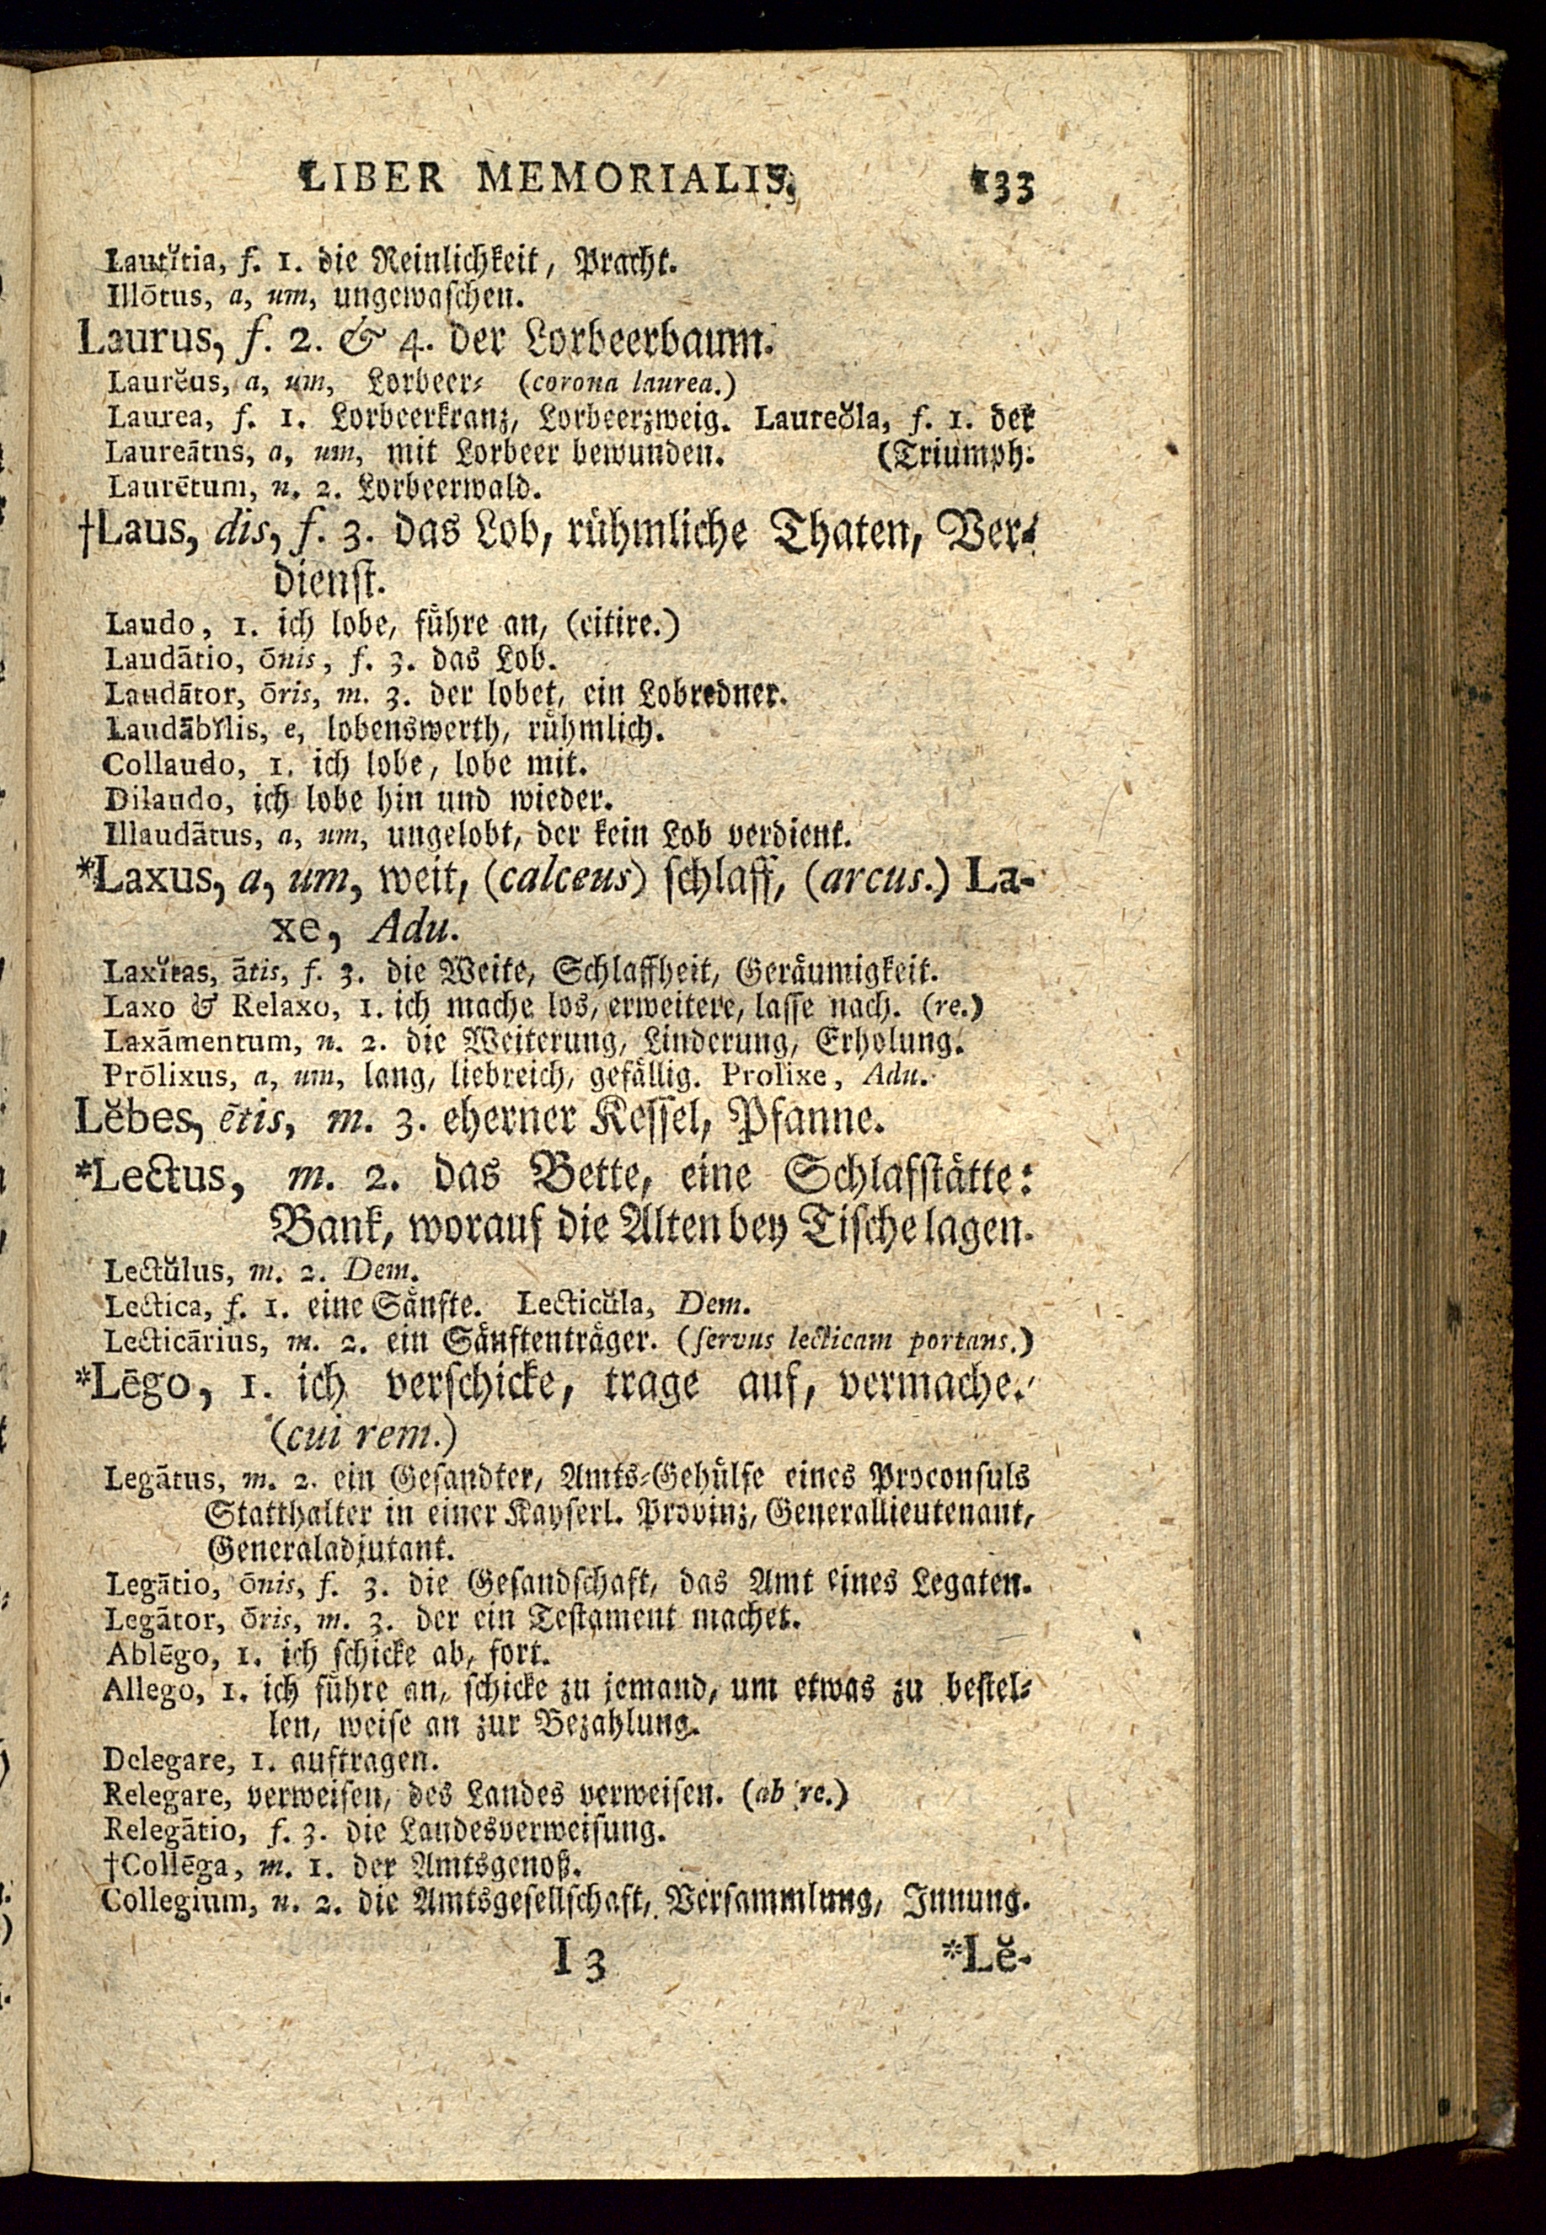 LIBER MEMORIALIS. 133
Lautĭtia, f. 1. die Reinlichkeit, Pracht.
Illōtus, a, um, ungewaschen.
Laurus, f. 2. & 4. der Lorbeerbaum.
Laurĕus, a, um, Lorbeer- (corona laurea.)
Laurea, f. 1. Lorbeerkranz, Lorbeerzweig. Laureŏla, f. 1. der
Laureātus, a, um, mit Lorbeer bewunden. (Triumph.
Laurētum, n. 2. Lorbeerwald.
†Laus, dis, f. 3. das Lob, rühmliche Thaten, Ver-
dienst.
Laudo, 1. ich lobe, führe an, (citire.)
Laudātio, ōnis, f. 3. das Lob.
Laudātor, ōris, m. 3. der lobet, ein Lobredner.
Laudābĭlis, e, lobenswerth, rühmlich.
Collaudo, 1. ich lobe, lobe mit.
Dilaudo, ich lobe hin und wieder.
Illaudātus, a, um, ungelobt, der kein Lob verdient.
*Laxus, a, um, weit, (calceus) schlaff, (arcus.) La-
xe, Adu.
Laxĭtas, ātis, f. 3. die Weite, Schlaffheit, Geräumigkeit.
Laxo & Relaxo, 1. ich mache los, erweitere, lasse nach. (re.)
Laxāmentum, n. 2. die Weiterung, Linderung, Erholung.
Prōlixus, a, um, lang, liebreich, gefällig. Prolixe, Adu.
Lĕbes, ētis, m. 3. eherner Kessel, Pfanne.
*Lectus, m. 2. das Bette, eine Schlafstätte:
Bank, worauf die Alten bey Tische lagen.
Lectŭlus, m. 2. Dem.
Lectica, f. 1. eine Sänfte. Lecticŭla, Dem.
Lecticārius, m. 2. ein Sänftenträger. (servus lecticam portans.)
*Lēgo, 1. ich verschicke, trage auf, vermache.
(cui rem.)
Legātus, m. 2. ein Gesandter, Amts-Gehülfe eines Proconsuls
Statthalter in einer Kayserl. Provinz, Generallieutenant,
Generaladjutant.
Legātio, ōnis, f. 3. die Gesandschaft, das Amt eines Legaten.
Legātor, ōris, m. 3. der ein Testament machet.
Ablēgo, 1. ich schicke ab, fort.
Allego, 1. ich führe an, schicke zu jemand, um etwas zu bestel-
len, weise an zur Bezahlung.
Delegare, 1. auftragen.
Relegare, verweisen, des Landes verweisen. (ab re.)
Relegātio, f. 3. die Landesverweisung.
†Collēga, m. 1. der Amtsgenoß.
Collegium, n. 2. die Amtsgesellschaft, Versammlung, Innung.
I 3 *Lĕ-